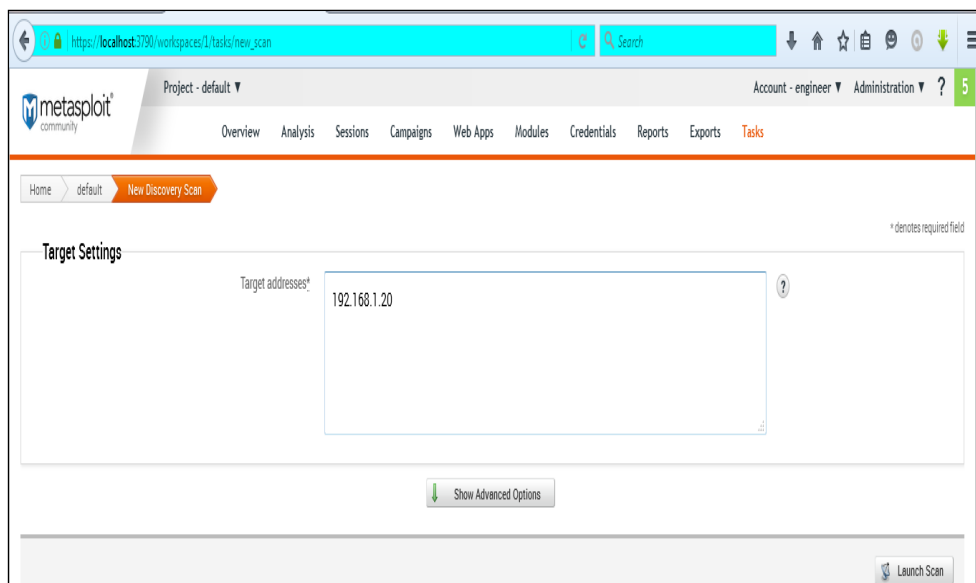 https://localhost:3790/workspaces/1/tasks/new_scan
Search
metasploit®
community
Project - default ▼
Account - engineer ▼ Administration ▼ ? 5
Overview Analysis Sessions Campaigns Web Apps Modules Credentials Reports Exports Tasks
Home default New Discovery Scan
* denotes required field
Target Settings
Target addresses*
192.168.1.20
?
Show Advanced Options
Launch Scan